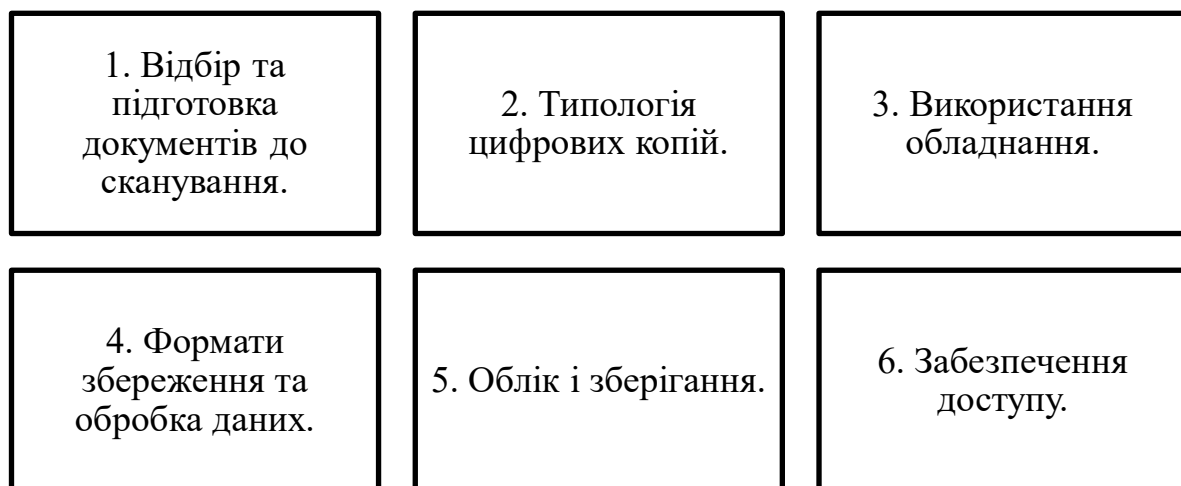 1. Відбір та
підготовка
документів до
сканування.
2. Типологія
цифрових копій.
3. Використання
обладнання.
4. Формати
збереження та
обробка даних.
5. Облік і зберігання.
6. Забезпечення
доступу.